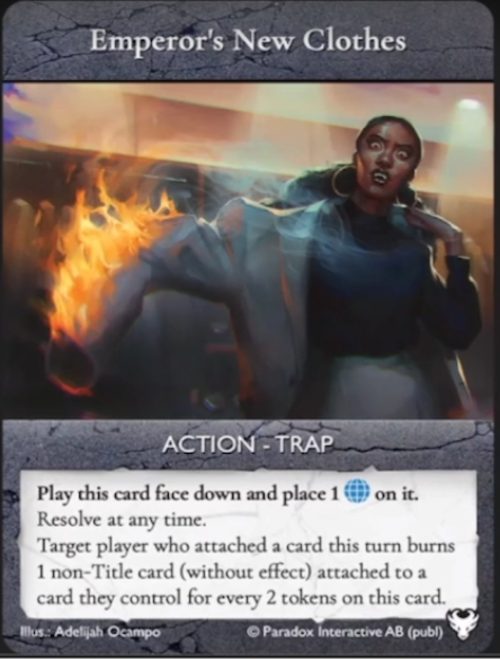 Emperor's New Clothes
ACTION - TRAP
Play this card face down and place 1 on it.
Resolve at any time.
Target player who attached a card this turn burns
1 non-Title card (without effect) attached to a
card they control for every 2 tokens on this card.
Illus.: Adelijah Ocampo
© Paradox Interactive AB (publ)